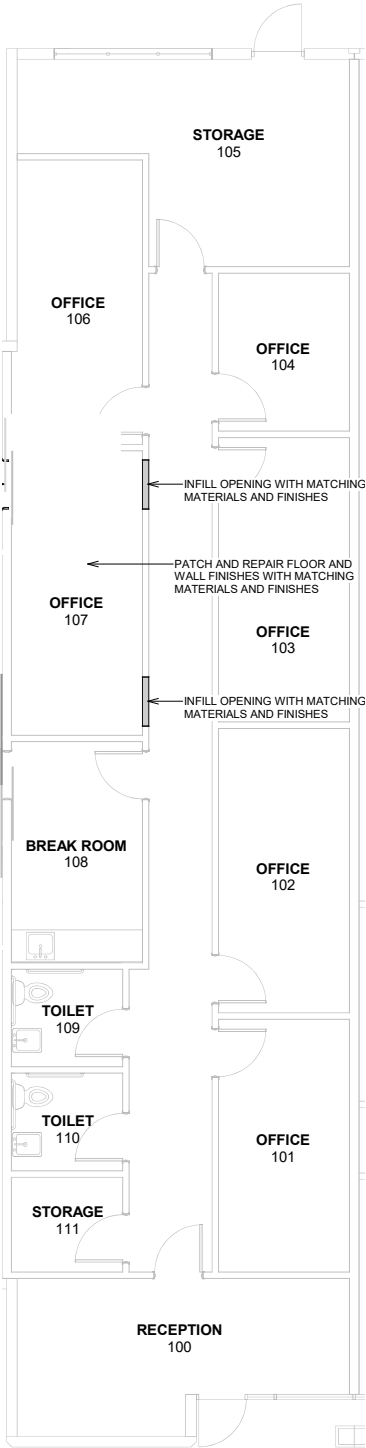 STORAGE
105
OFFICE
106
OFFICE
104
INFILL OPENING WITH MATCHING
MATERIALS AND FINISHES
PATCH AND REPAIR FLOOR AND
WALL FINISHES WITH MATCHING
MATERIALS AND FINISHES
OFFICE
107
OFFICE
103
INFILL OPENING WITH MATCHING
MATERIALS AND FINISHES
BREAK ROOM
108
OFFICE
102
TOILET
109
TOILET
110
OFFICE
101
STORAGE
111
RECEPTION
100